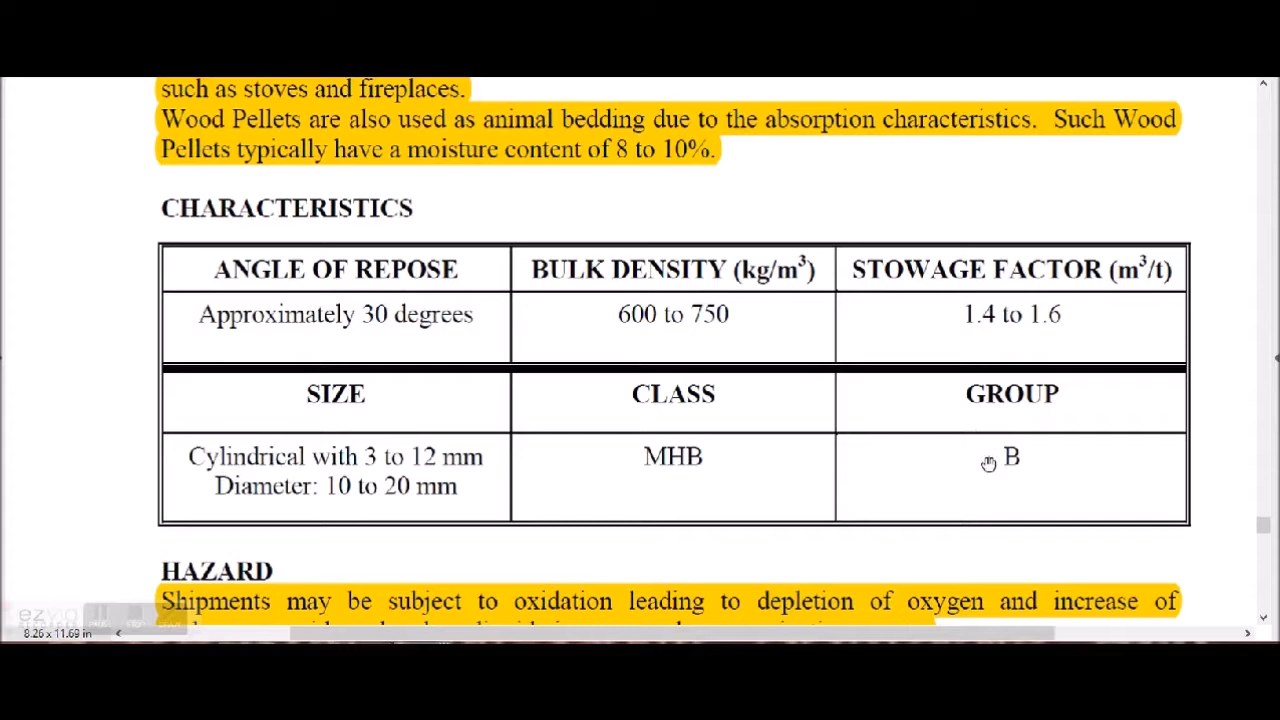 such as stoves and fireplaces.
Wood Pellets are also used as animal bedding due to the absorption characteristics. Such Wood
Pellets typically have a moisture content of 8 to 10%.
CHARACTERISTICS
ANGLE OF REPOSE BULK DENSITY (kg/m³) STOWAGE FACTOR (m³/t)
Approximately 30 degrees 600 to 750 1.4 to 1.6
SIZE CLASS GROUP
Cylindrical with 3 to 12 mm MHB B
Diameter: 10 to 20 mm
HAZARD
Shipments may be subject to oxidation leading to depletion of oxygen and increase of
8.26 x 11.69 in